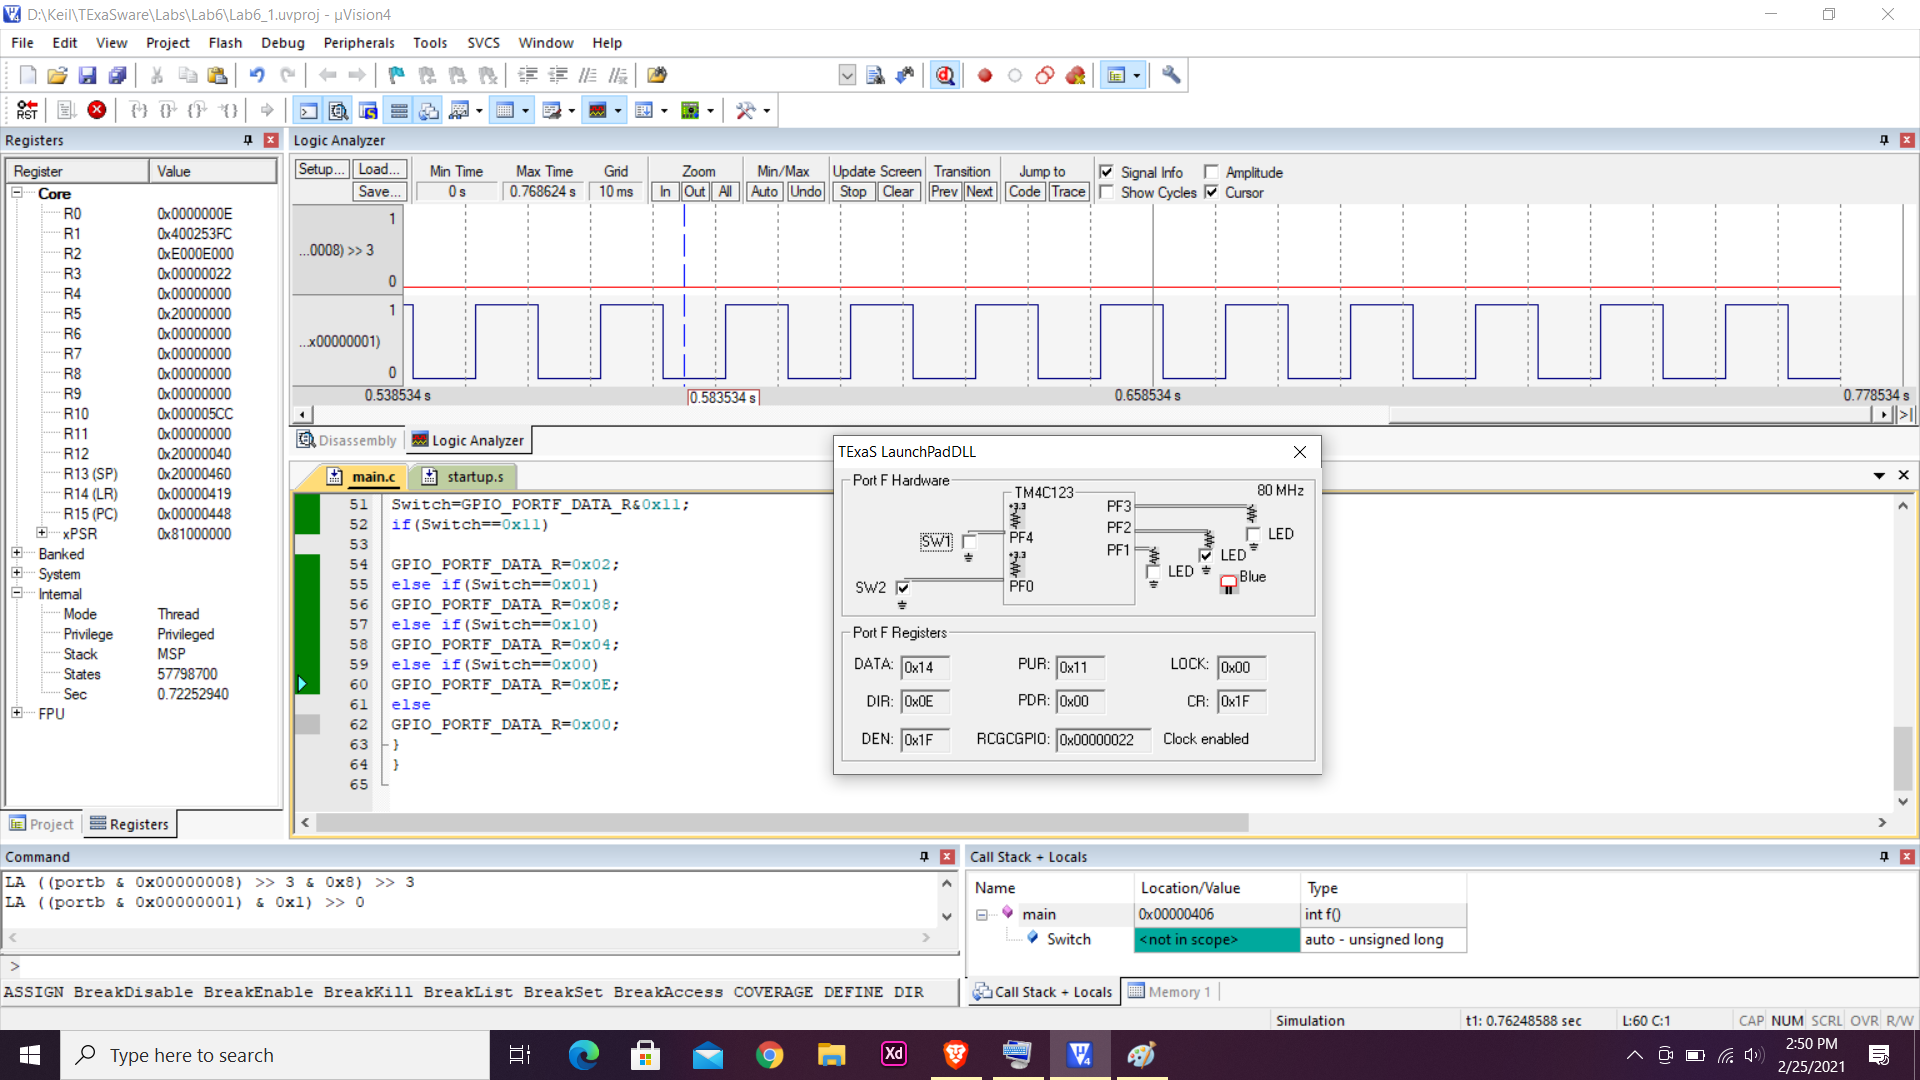 D:\Keil\TExaSware\Labs\Lab6\Lab6_1.uvproj - µVision4
File Edit View Project Flash Debug Peripherals Tools SVCS Window Help
RST
Registers
Register Value
Core
R0 0x0000000E
R1 0x400253FC
R2 0xE000E000
R3 0x00000022
R4 0x00000000
R5 0x20000000
R6 0x00000000
R7 0x00000000
R8 0x00000000
R9 0x00000000
R10 0x000005CC
R11 0x00000000
R12 0x20000040
R13 (SP) 0x20000460
R14 (LR) 0x00000419
R15 (PC) 0x00000448
xPSR 0x81000000
Banked
System
Internal
Mode Thread
Privilege Privileged
Stack MSP
States 57798700
Sec 0.72252940
FPU
Project Registers
Logic Analyzer
Setup... Load... Min Time Max Time Grid Zoom Min/Max Update Screen Transition Jump to Signal Info Amplitude
Save... 0 s 0.768624 s 10 ms In Out All Auto Undo Stop Clear Prev Next Code Trace Show Cycles Cursor
1
...0008) >> 3
0
1
...x00000001)
0
0.538534 s 0.583534 s 0.658534 s 0.778534 s
Disassembly Logic Analyzer
main.c startup.s
51 Switch=GPIO_PORTF_DATA_R&0x11;
52 if(Switch==0x11)
53
54 GPIO_PORTF_DATA_R=0x02;
55 else if(Switch==0x01)
56 GPIO_PORTF_DATA_R=0x08;
57 else if(Switch==0x10)
58 GPIO_PORTF_DATA_R=0x04;
59 else if(Switch==0x00)
60 GPIO_PORTF_DATA_R=0x0E;
61 else
62 GPIO_PORTF_DATA_R=0x00;
63 }
64 }
65
TExaS LaunchPadDLL
Port F Hardware
TM4C123 80 MHz
+3.3 PF3
SW1 PF4 PF2 LED
+3.3 PF1 LED
SW2 PF0 LED Blue
Port F Registers
DATA: 0x14 PUR: 0x11 LOCK: 0x00
DIR: 0x0E PDR: 0x00 CR: 0x1F
DEN: 0x1F RCGCGPIO: 0x00000022 Clock enabled
Command
LA ((portb & 0x00000008) >> 3 & 0x8) >> 3
LA ((portb & 0x00000001) & 0x1) >> 0
>
ASSIGN BreakDisable BreakEnable BreakKill BreakList BreakSet BreakAccess COVERAGE DEFINE DIR
Call Stack + Locals
Name Location/Value Type
main 0x00000406 int f()
Switch <not in scope> auto - unsigned long
Call Stack + Locals Memory 1
Simulation t1: 0.76248588 sec L:60 C:1 CAP NUM SCRL OVR R/W
Type here to search
Xd
2:50 PM
2/25/2021